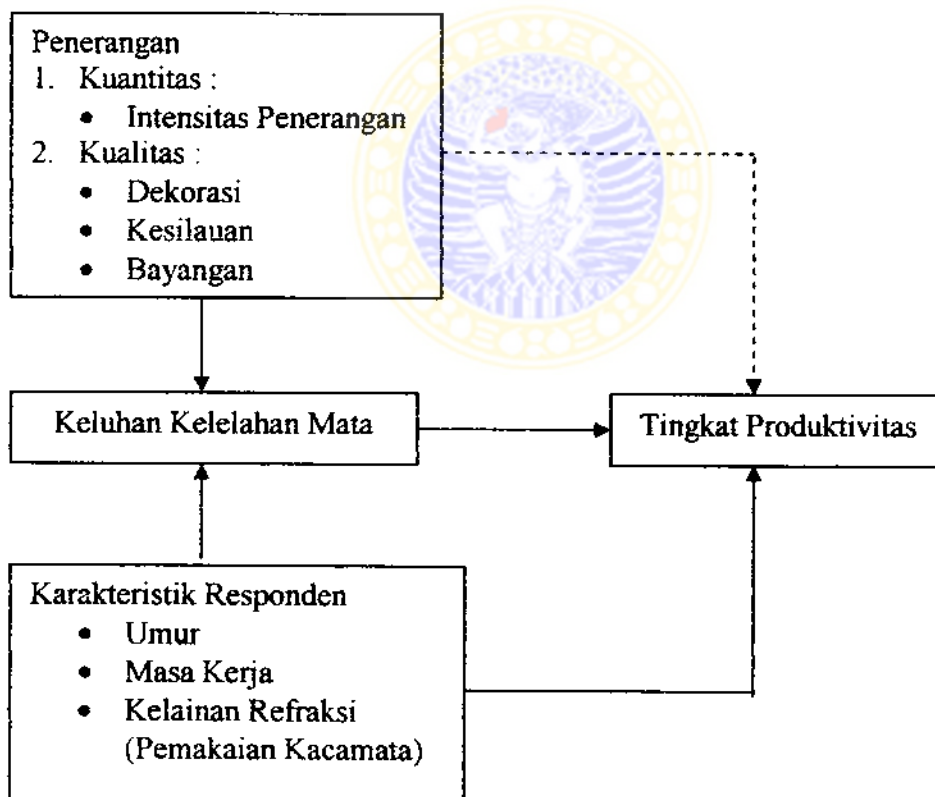 Penerangan
1. Kuantitas :
• Intensitas Penerangan
2. Kualitas :
• Dekorasi
• Kesilauan
• Bayangan
Keluhan Kelelahan Mata
Tingkat Produktivitas
Karakteristik Responden
• Umur
• Masa Kerja
• Kelainan Refraksi
(Pemakaian Kacamata)